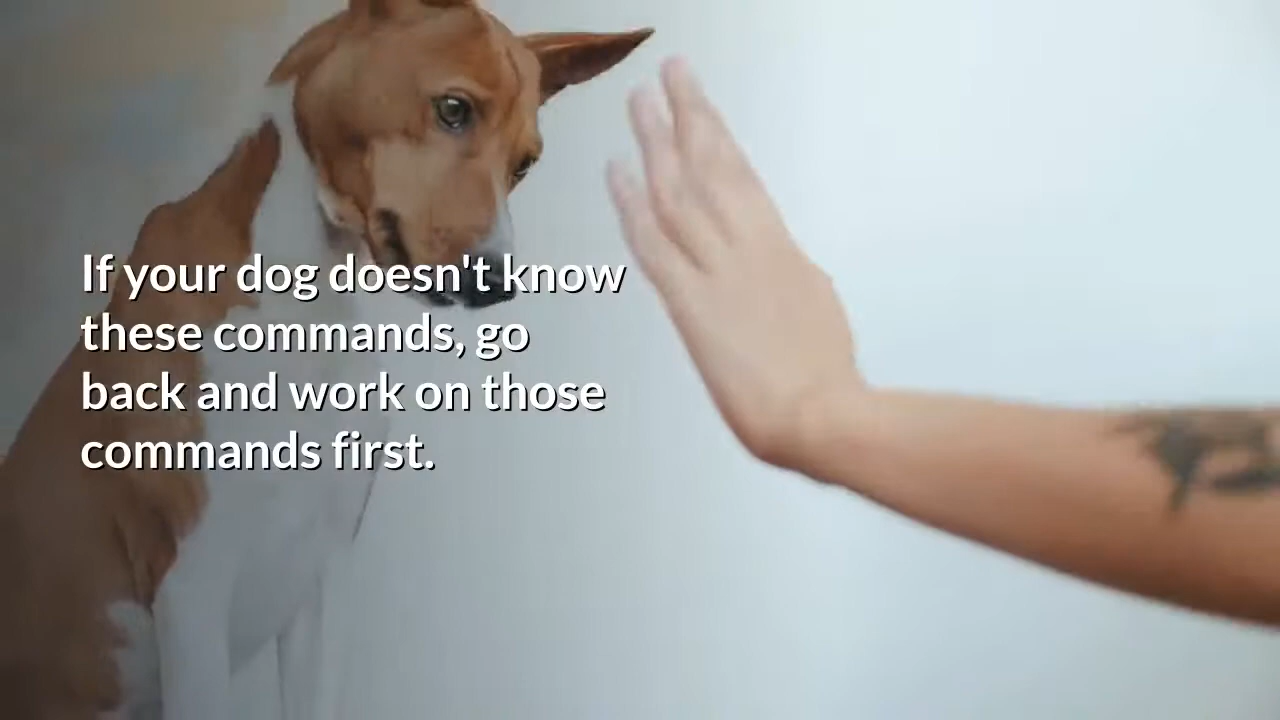 If your dog doesn't know
these commands, go
back and work on those
commands first.